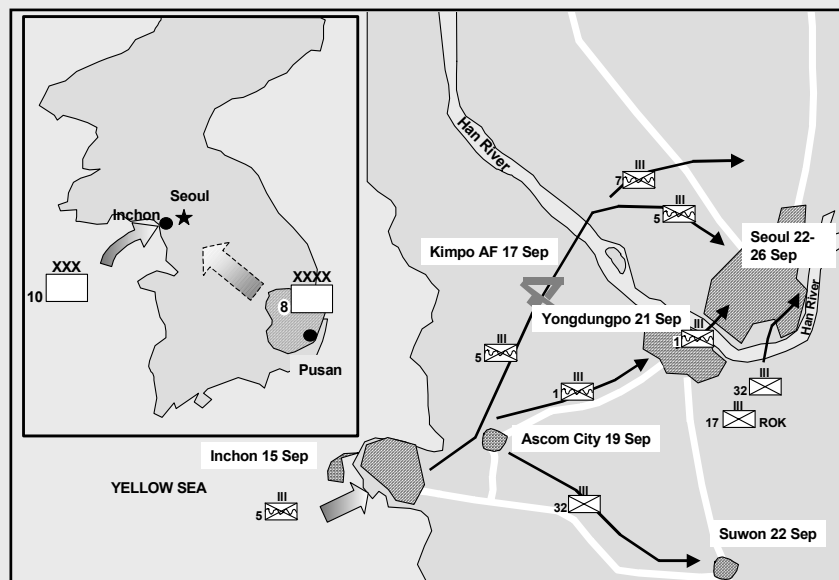 Seoul
Inchon
XXX
10
XXXX
8
Pusan
Han River
III
7
III
5
Kimpo AF 17 Sep
Seoul 22-
26 Sep
Yongdungpo 21 Sep
III
1
Han River
III
5
III
1
III
32
III
17 ROK
Inchon 15 Sep
Ascom City 19 Sep
YELLOW SEA
III
5
III
32
Suwon 22 Sep